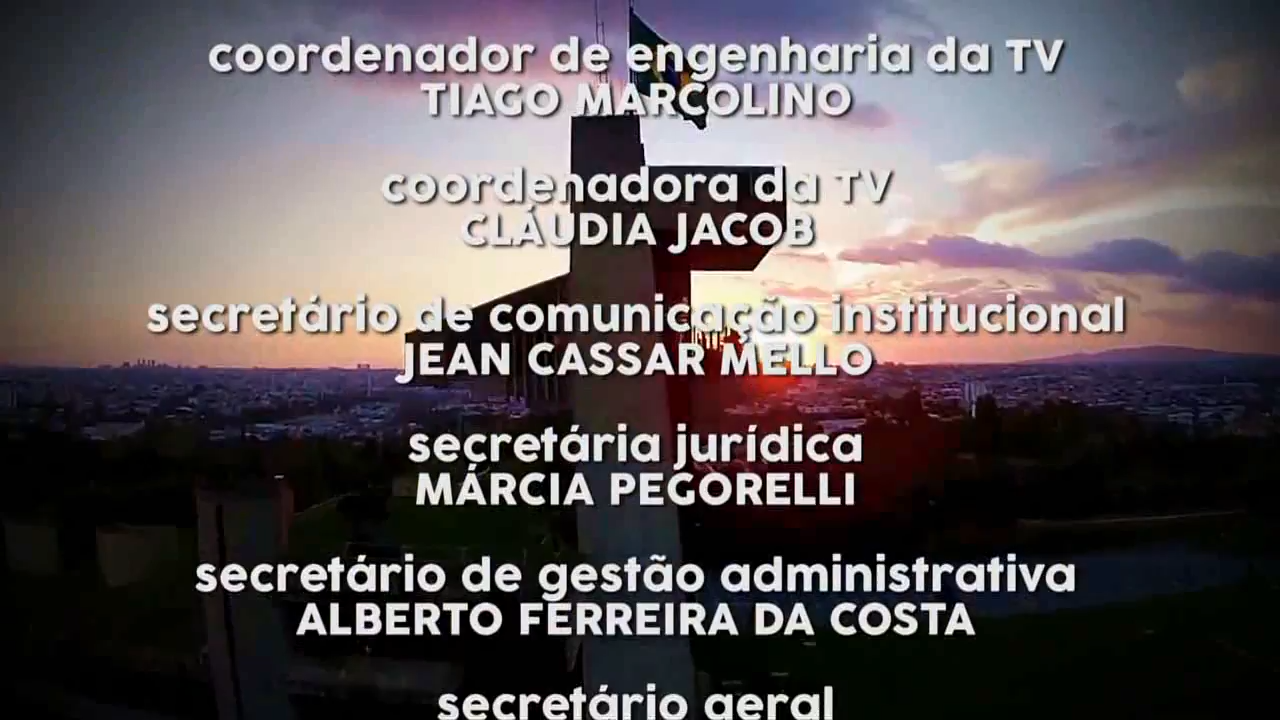 coordenador de engenharia da TV
TIAGO MARCOLINO
coordenadora da TV
CLÁUDIA JACOB
secretário de comunicação institucional
JEAN CASSAR MELLO
secretária jurídica
MÁRCIA PEGORELLI
secretário de gestão administrativa
ALBERTO FERREIRA DA COSTA
secretário geral